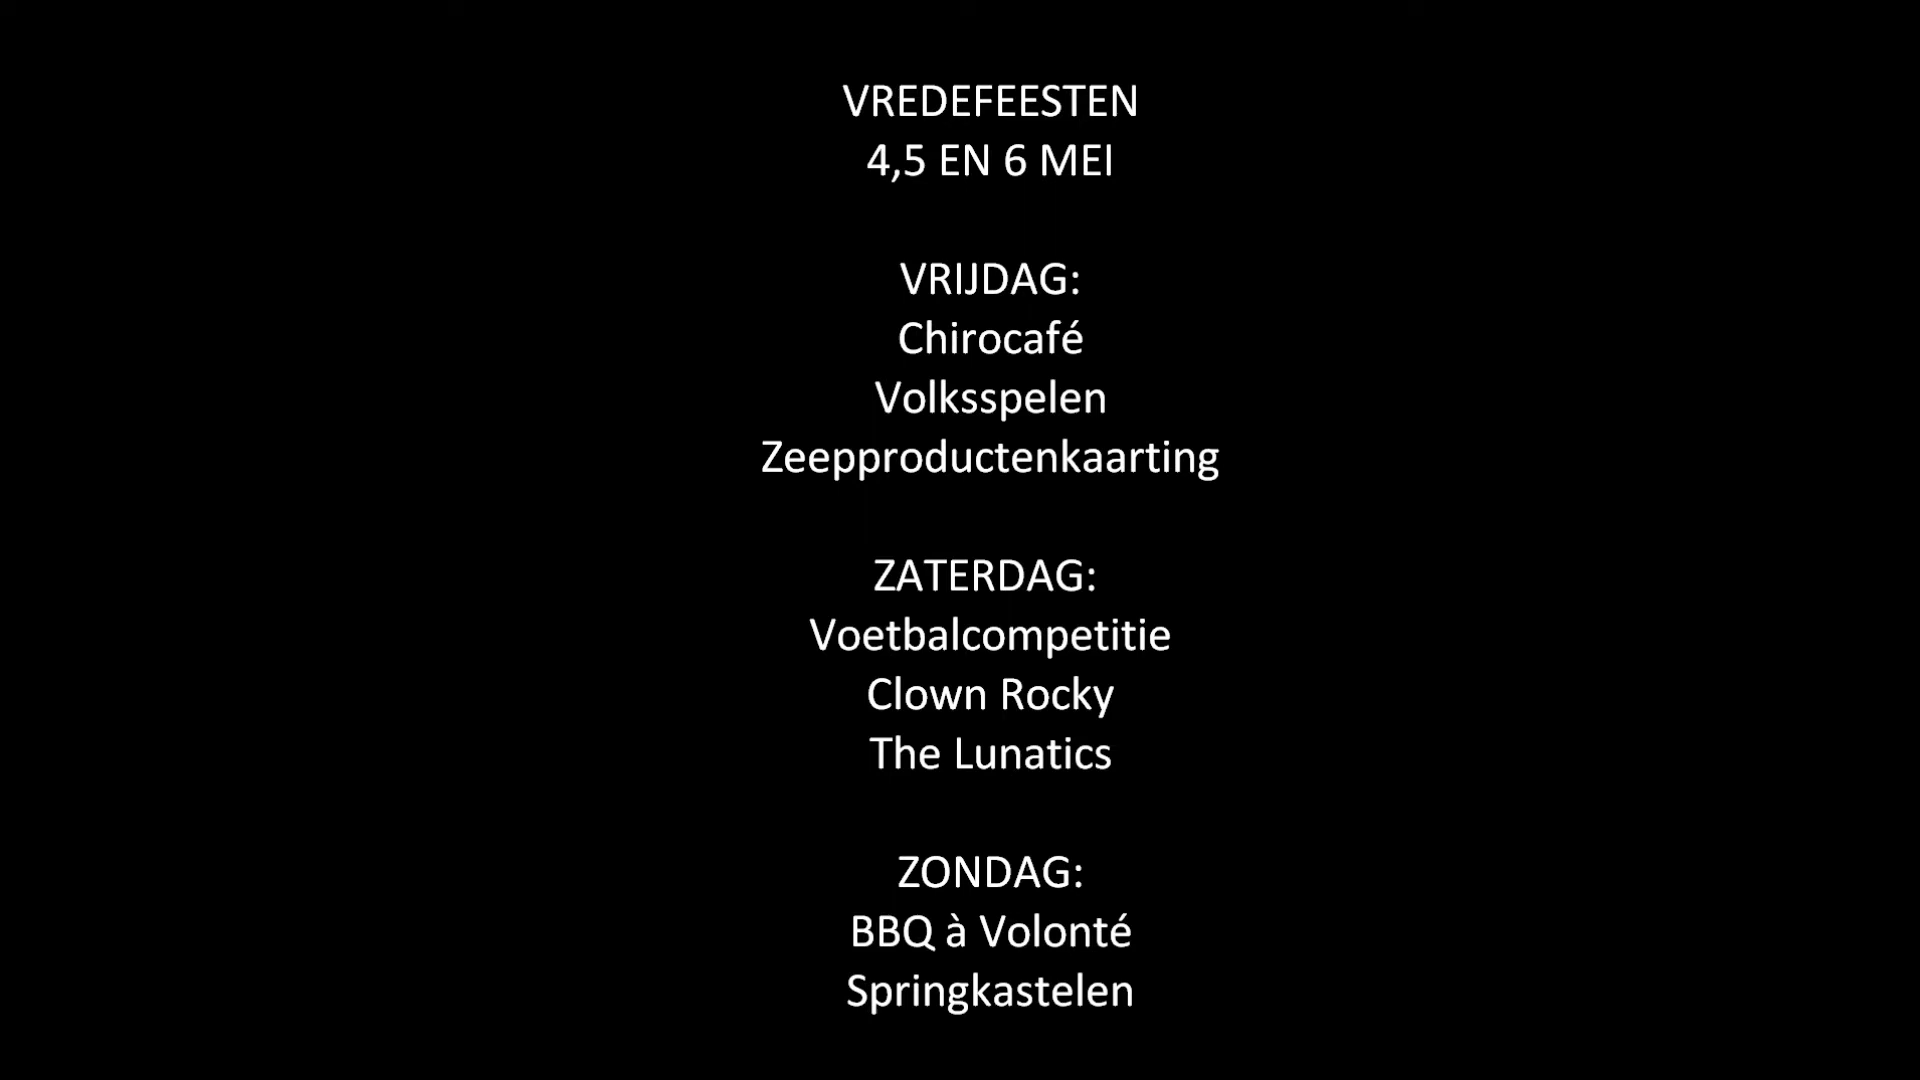 VREDEFEESTEN
4,5 EN 6 MEI
VRIJDAG:
Chirocafé
Volksspelen
Zeepproductenkaarting
ZATERDAG:
Voetbalcompetitie
Clown Rocky
The Lunatics
ZONDAG:
BBQ à Volonté
Springkastelen